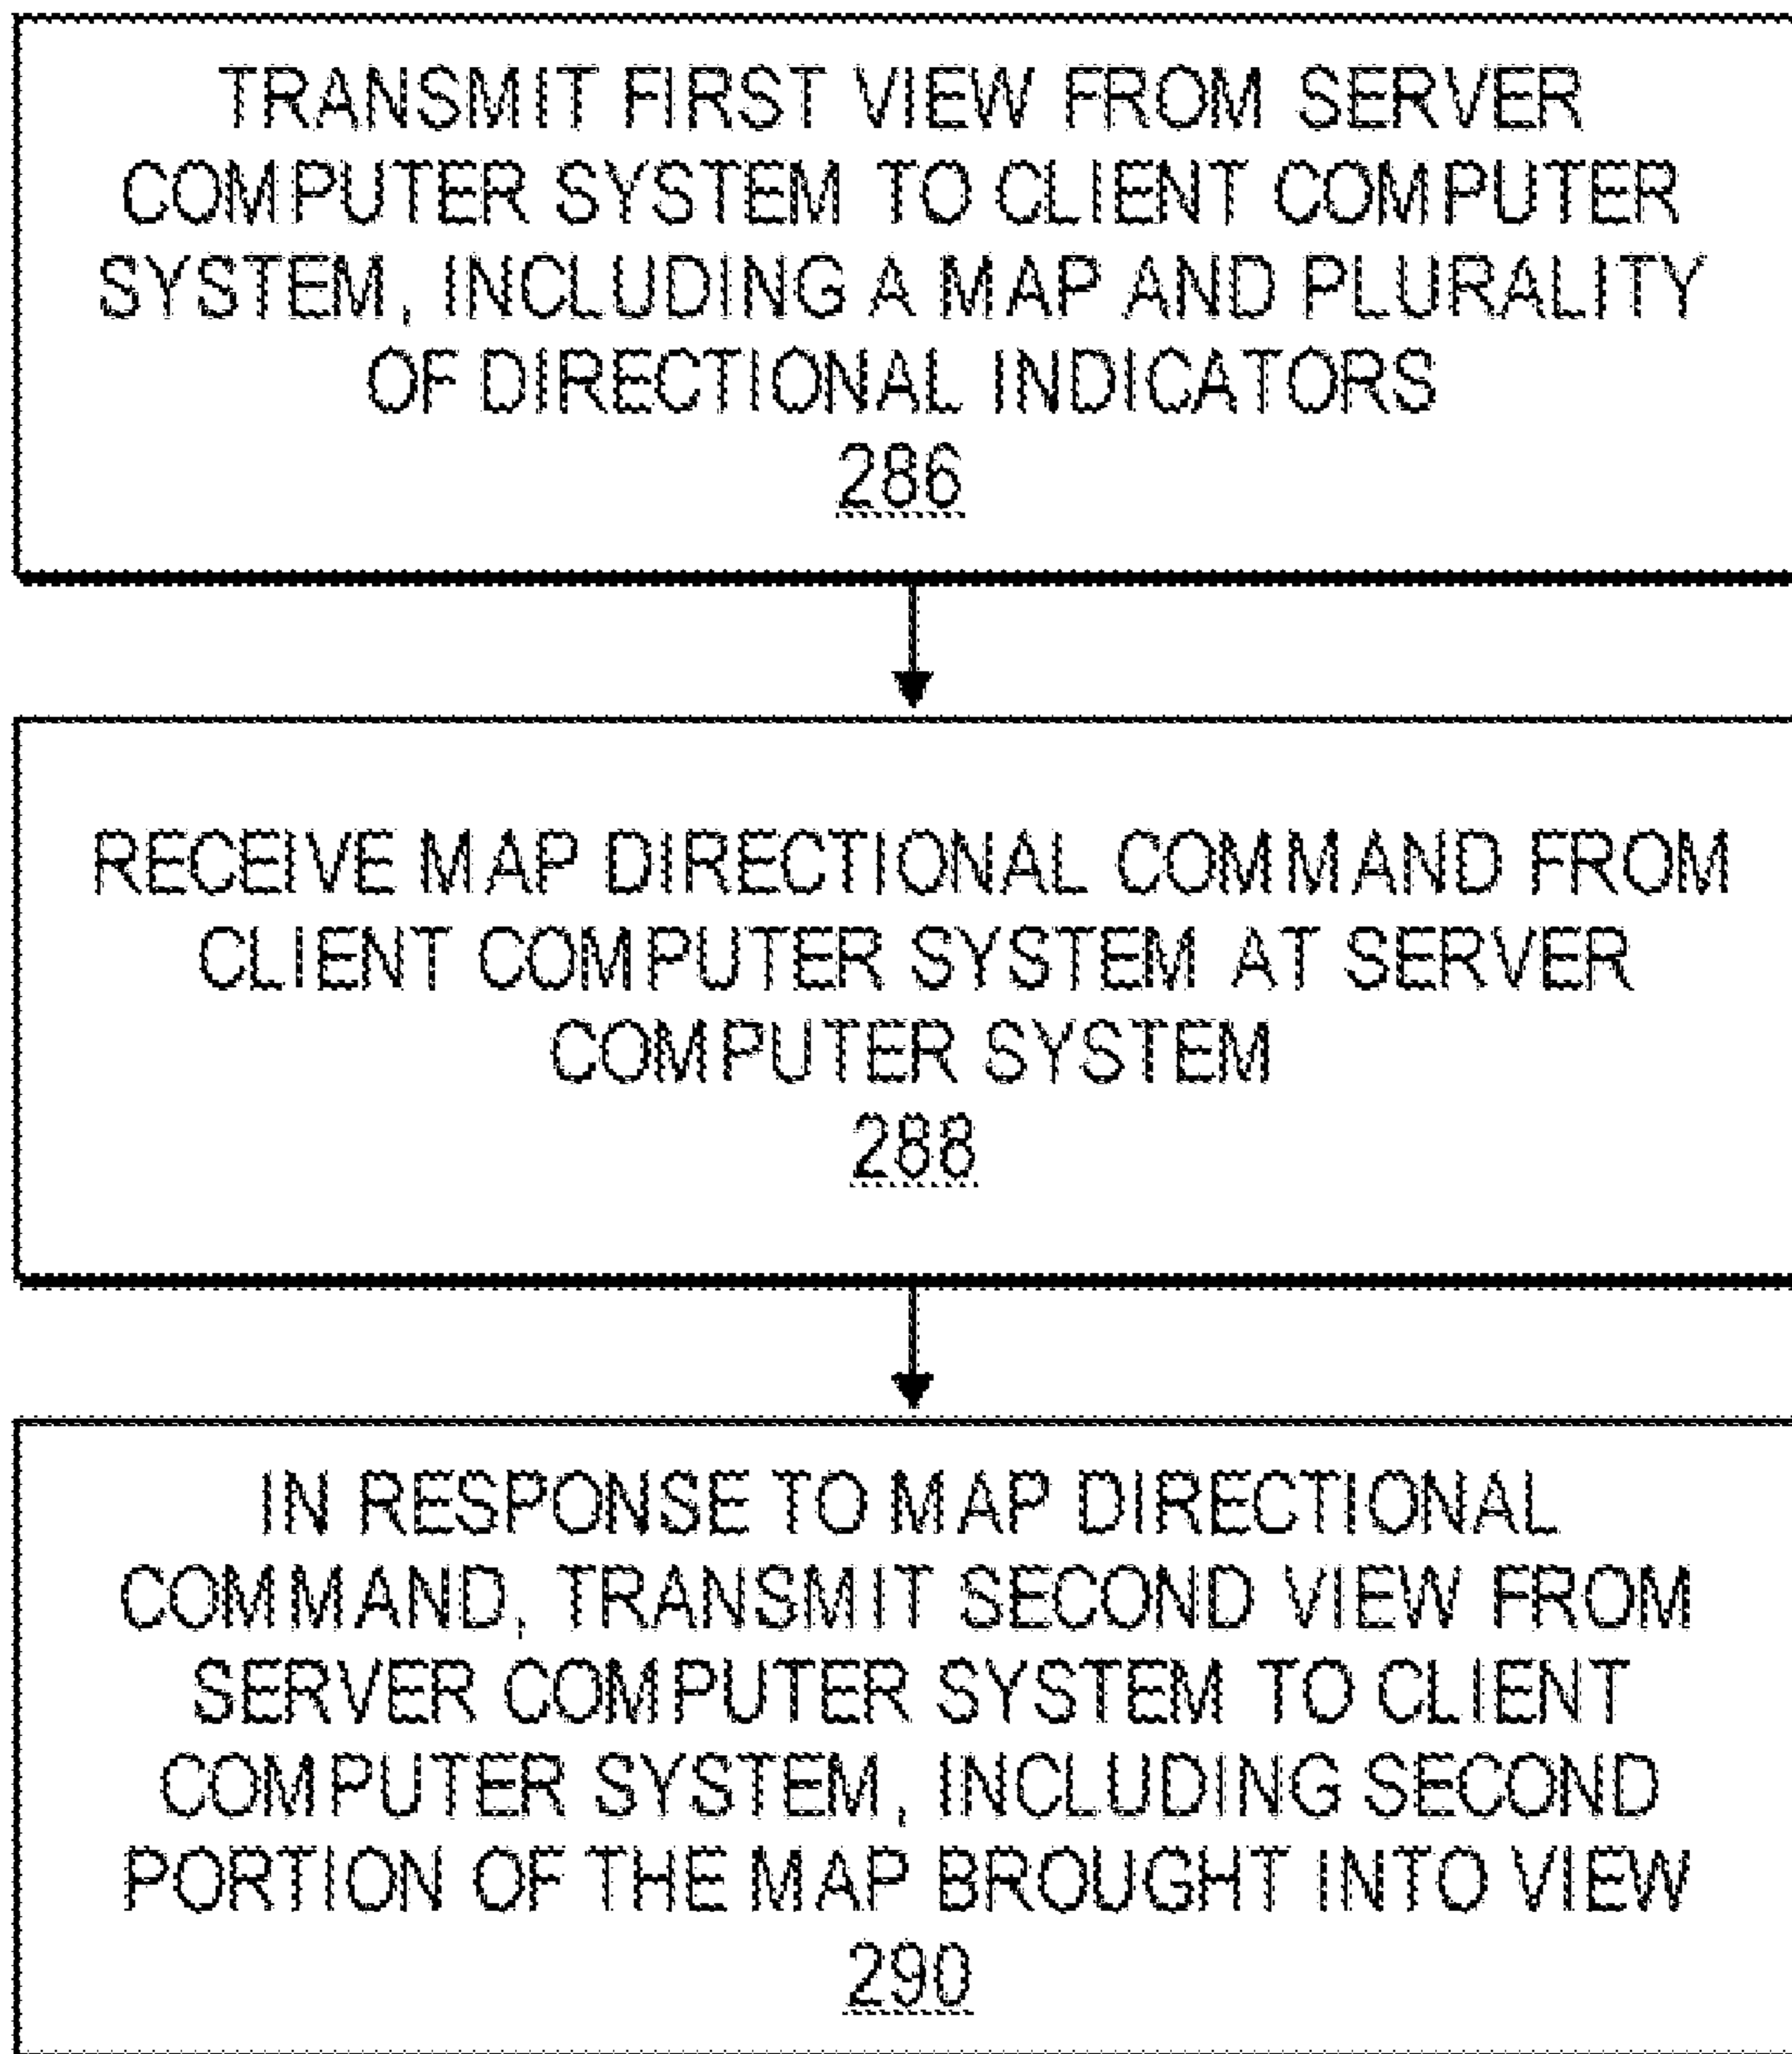 TRANSMIT FIRST VIEW FROM SERVER
COMPUTER SYSTEM TO CLIENT COMPUTER
SYSTEM, INCLUDING A MAP AND PLURALITY
OF DIRECTIONAL INDICATORS
286
RECEIVE MAP DIRECTIONAL COMMAND FROM
CLIENT COMPUTER SYSTEM AT SERVER
COMPUTER SYSTEM
288
IN RESPONSE TO MAP DIRECTIONAL
COMMAND, TRANSMIT SECOND VIEW FROM
SERVER COMPUTER SYSTEM TO CLIENT
COMPUTER SYSTEM, INCLUDING SECOND
PORTION OF THE MAP BROUGHT INTO VIEW
290